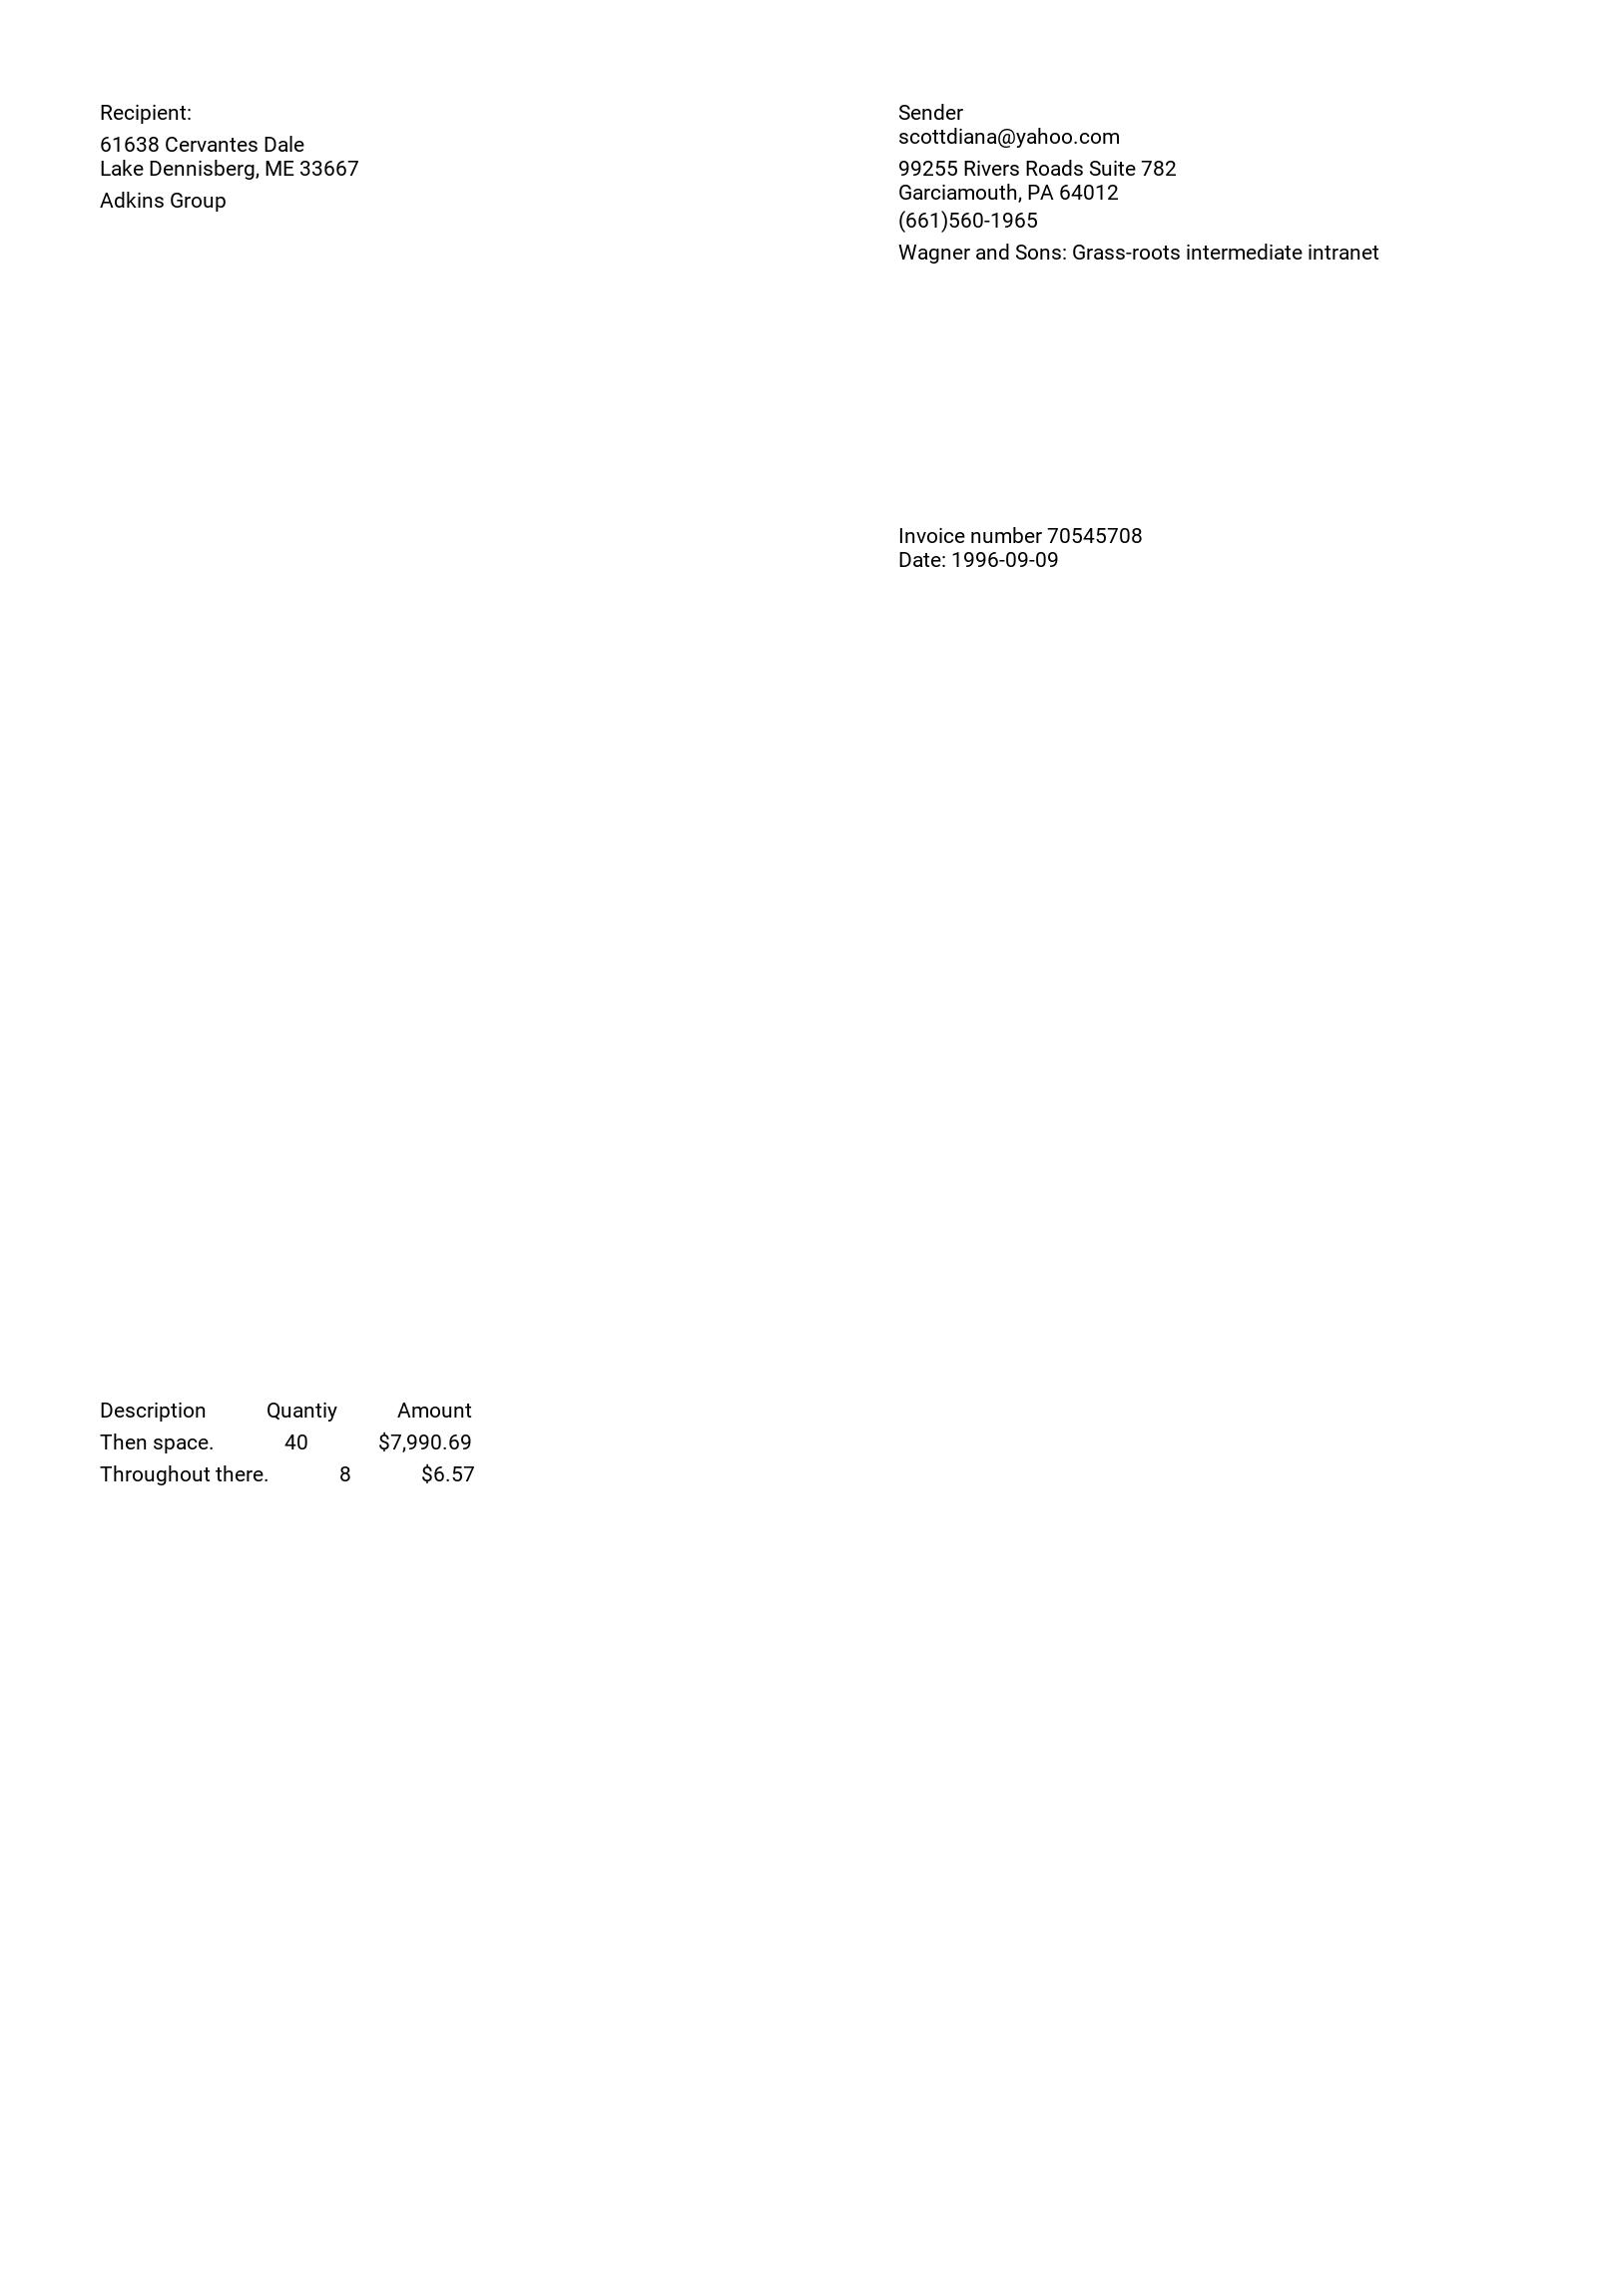 Recipient:
61638 Cervantes Dale
Lake Dennisberg, ME 33667
Adkins Group
Sender
scottdiana@yahoo.com
99255 Rivers Roads Suite 782
Garciamouth, PA 64012
(661)560-1965
Wagner and Sons: Grass-roots intermediate intranet
Invoice number 70545708
Date: 1996-09-09
Description Quantiy Amount
Then space. 40 $7,990.69
Throughout there. 8 $6.57